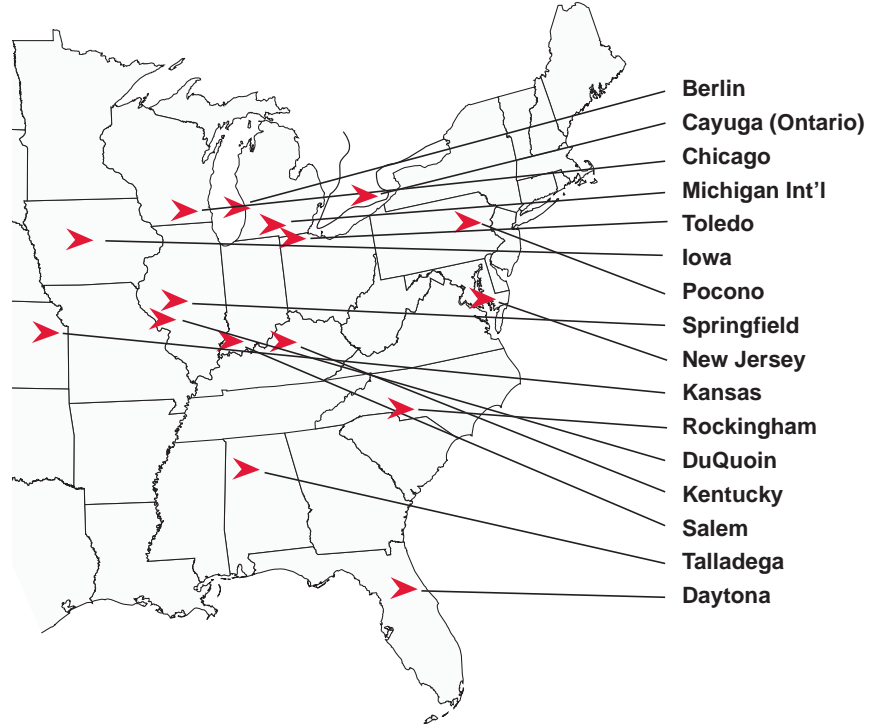 Berlin
Cayuga (Ontario)
Chicago
Michigan Int’l
Toledo
Iowa
Pocono
Springfield
New Jersey
Kansas
Rockingham
DuQuoin
Kentucky
Salem
Talladega
Daytona